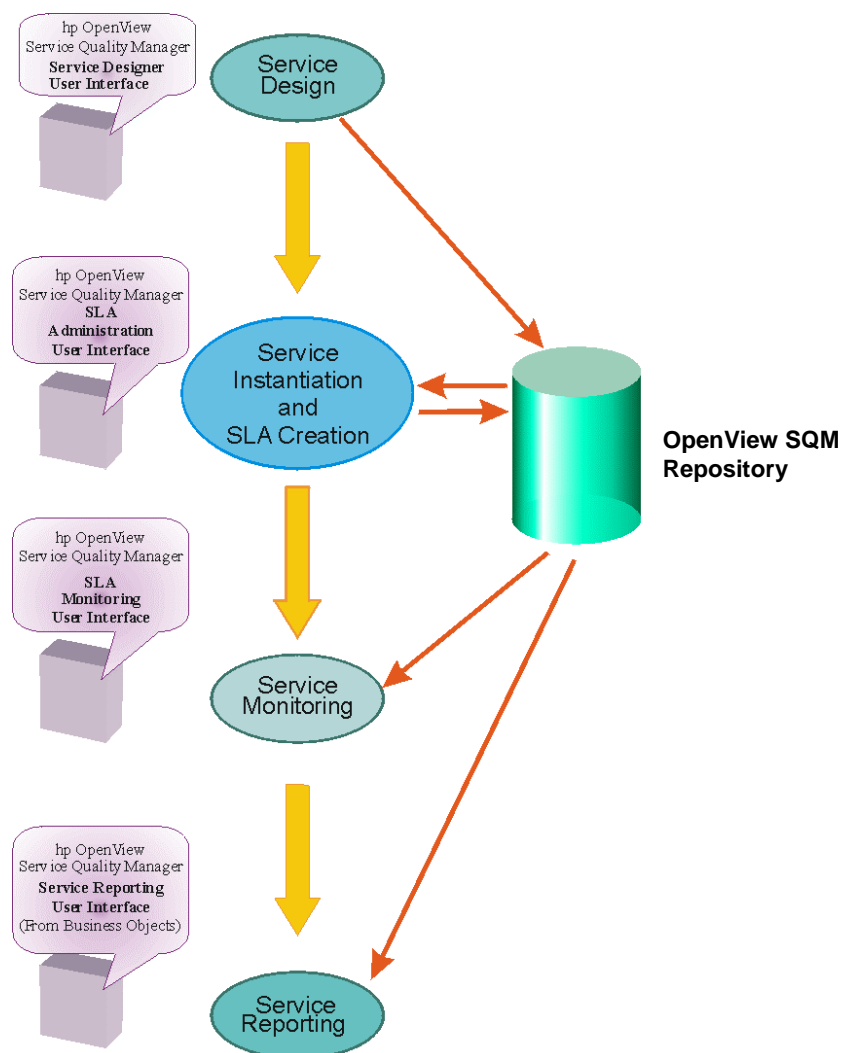 hp OpenView
Service Quality Manager
Service Designer
User Interface
Service
Design
hp OpenView
Service Quality Manager
SLA
Administration
User Interface
Service
Instantiation
and
SLA Creation
OpenView SQM
Repository
hp OpenView
Service Quality Manager
SLA
Monitoring
User Interface
Service
Monitoring
hp OpenView
Service Quality Manager
Service Reporting
User Interface
(From Business Objects)
Service
Reporting